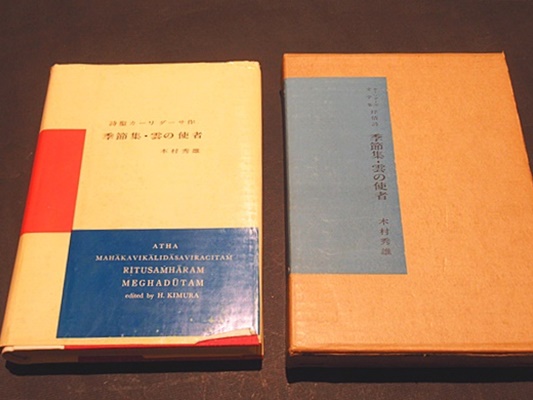 詩聖カーリダーサ作
季節集・雲の使者
木村秀雄
ATHA
MAHĀKAVIKĀLIDĀSAVIRACITAM
RITUSAMHĀRAM
MEGHADŪTAM
edited by H. KIMURA
季節集・雲の使者
木村秀雄